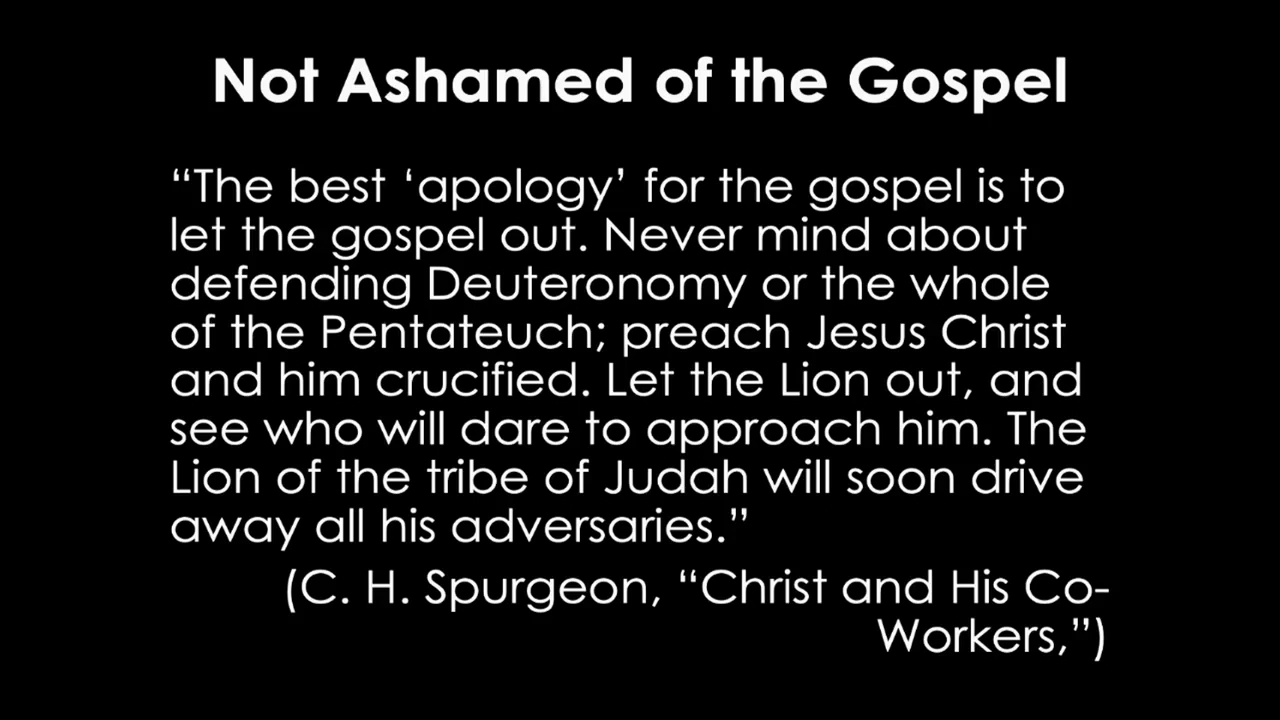 Not Ashamed of the Gospel
“The best ‘apology’ for the gospel is to
let the gospel out. Never mind about
defending Deuteronomy or the whole
of the Pentateuch; preach Jesus Christ
and him crucified. Let the Lion out, and
see who will dare to approach him. The
Lion of the tribe of Judah will soon drive
away all his adversaries.”
(C. H. Spurgeon, “Christ and His Co-
Workers,”)